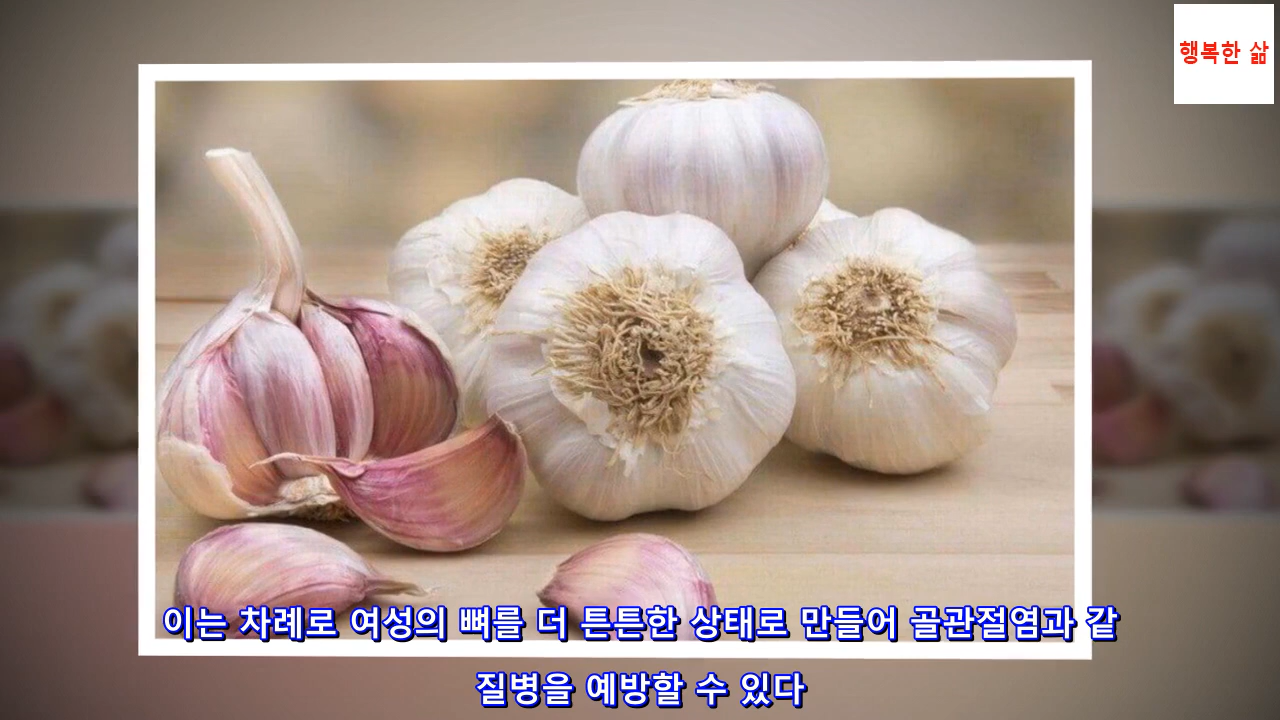 행복한 삶
이는 차례로 여성의 뼈를 더 튼튼한 상태로 만들어 골관절염과 같
질병을 예방할 수 있다